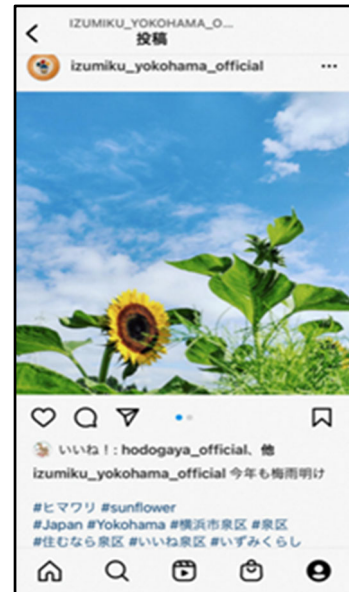 IZUMIKU_YOKOHAMA_O...
投稿
izumiku_yokohama_official
いいね！: hodogaya_official、他
izumiku_yokohama_official 今年も梅雨明け
#ヒマワリ #sunflower
#Japan #Yokohama #横浜市泉区 #泉区
#住むなら泉区 #いいね泉区 #いずみくらし